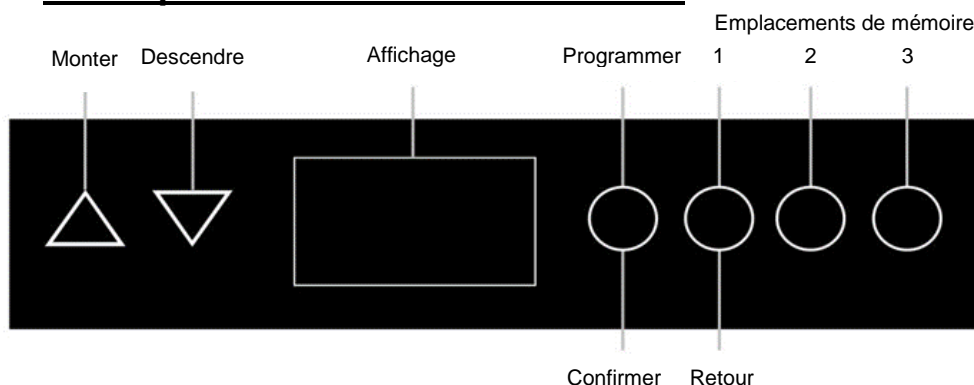 Emplacements de mémoire
Monter Descendre Affichage Programmer 1 2 3
Confirmer Retour